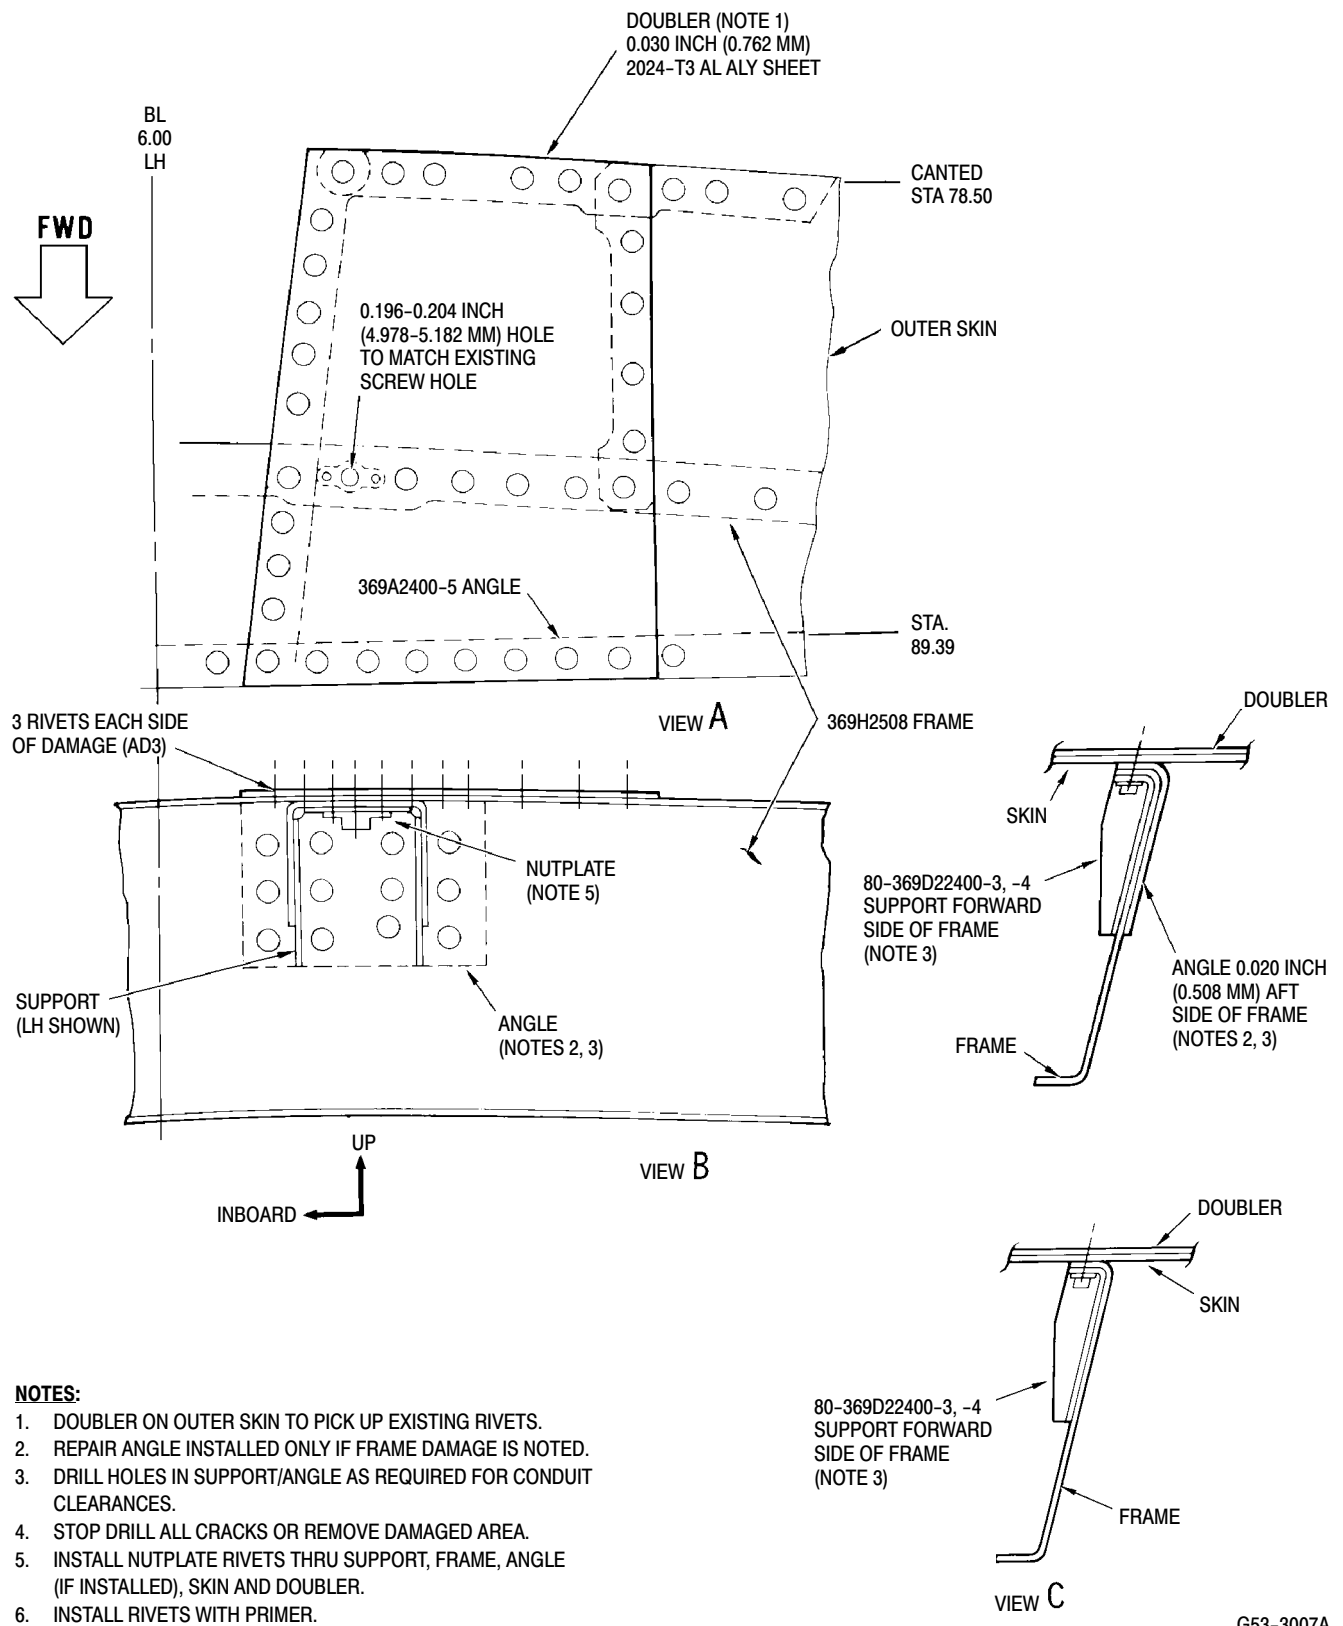 DOUBLER (NOTE 1)
0.030 INCH (0.762 MM)
2024-T3 AL ALY SHEET
BL
6.00
LH
CANTED
STA 78.50
FWD
0.196-0.204 INCH
(4.978-5.182 MM) HOLE
TO MATCH EXISTING
SCREW HOLE
OUTER SKIN
369A2400-5 ANGLE
STA.
89.39
VIEW A
369H2508 FRAME
3 RIVETS EACH SIDE
OF DAMAGE (AD3)
NUTPLATE
(NOTE 5)
SUPPORT
(LH SHOWN)
ANGLE
(NOTES 2, 3)
UP
INBOARD
VIEW B
DOUBLER
SKIN
80-369D22400-3, -4
SUPPORT FORWARD
SIDE OF FRAME
(NOTE 3)
ANGLE 0.020 INCH
(0.508 MM) AFT
SIDE OF FRAME
(NOTES 2, 3)
FRAME
DOUBLER
SKIN
80-369D22400-3, -4
SUPPORT FORWARD
SIDE OF FRAME
(NOTE 3)
FRAME
VIEW C
NOTES:
1. DOUBLER ON OUTER SKIN TO PICK UP EXISTING RIVETS.
2. REPAIR ANGLE INSTALLED ONLY IF FRAME DAMAGE IS NOTED.
3. DRILL HOLES IN SUPPORT/ANGLE AS REQUIRED FOR CONDUIT
CLEARANCES.
4. STOP DRILL ALL CRACKS OR REMOVE DAMAGED AREA.
5. INSTALL NUTPLATE RIVETS THRU SUPPORT, FRAME, ANGLE
(IF INSTALLED), SKIN AND DOUBLER.
6. INSTALL RIVETS WITH PRIMER.
G53-3007A